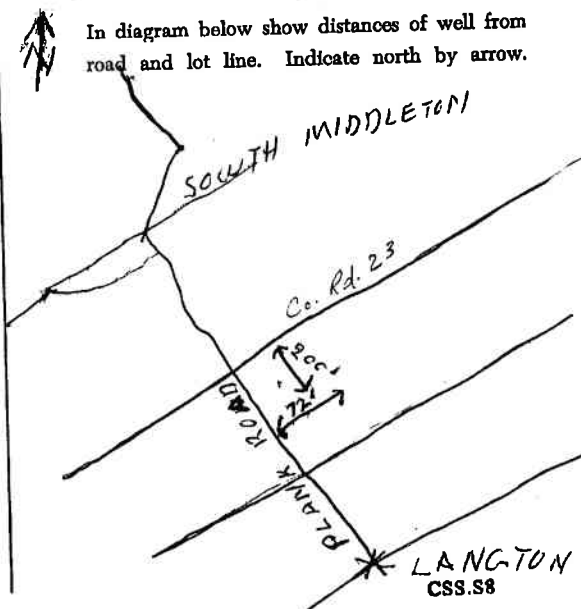 In diagram below show distances of well from
road and lot line. Indicate north by arrow.
N
SOUTH MIDDLETON
Co. Rd. 23
200'
72'
PLANK ROAD
LANGTON
CSS.S8